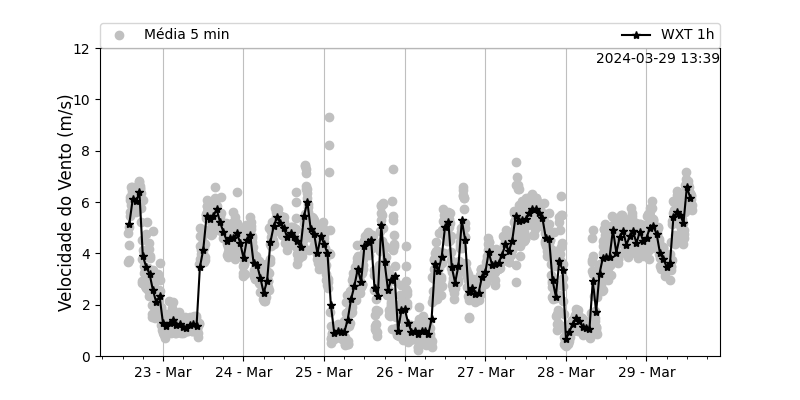 Média 5 min
WXT 1h
2024-03-29 13:39
Velocidade do Vento (m/s)
12
10
8
6
4
2
0
23 - Mar
24 - Mar
25 - Mar
26 - Mar
27 - Mar
28 - Mar
29 - Mar